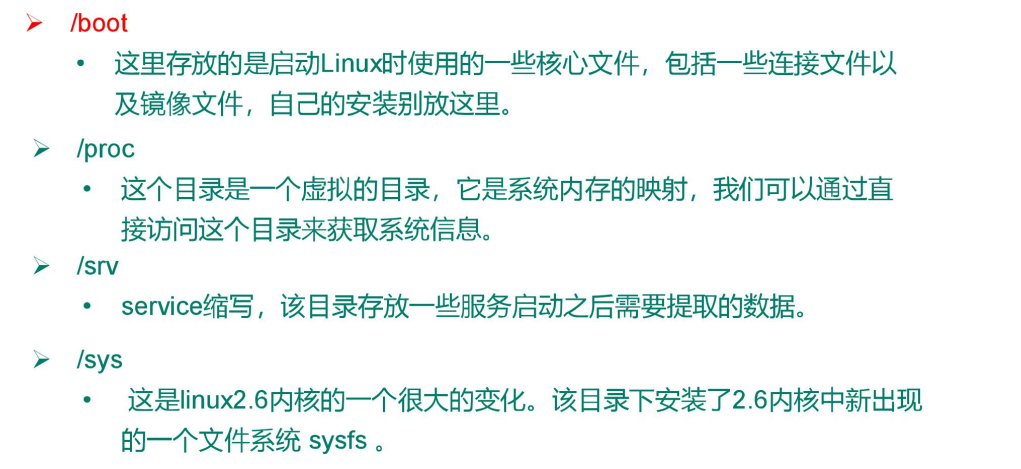 ➢ /boot
• 这里存放的是启动Linux时使用的一些核心文件，包括一些连接文件以
及镜像文件，自己的安装别放这里。
➢ /proc
• 这个目录是一个虚拟的目录，它是系统内存的映射，我们可以通过直
接访问这个目录来获取系统信息。
➢ /srv
• service缩写，该目录存放一些服务启动之后需要提取的数据。
➢ /sys
• 这是linux2.6内核的一个很大的变化。该目录下安装了2.6内核中新出现
的一个文件系统 sysfs 。